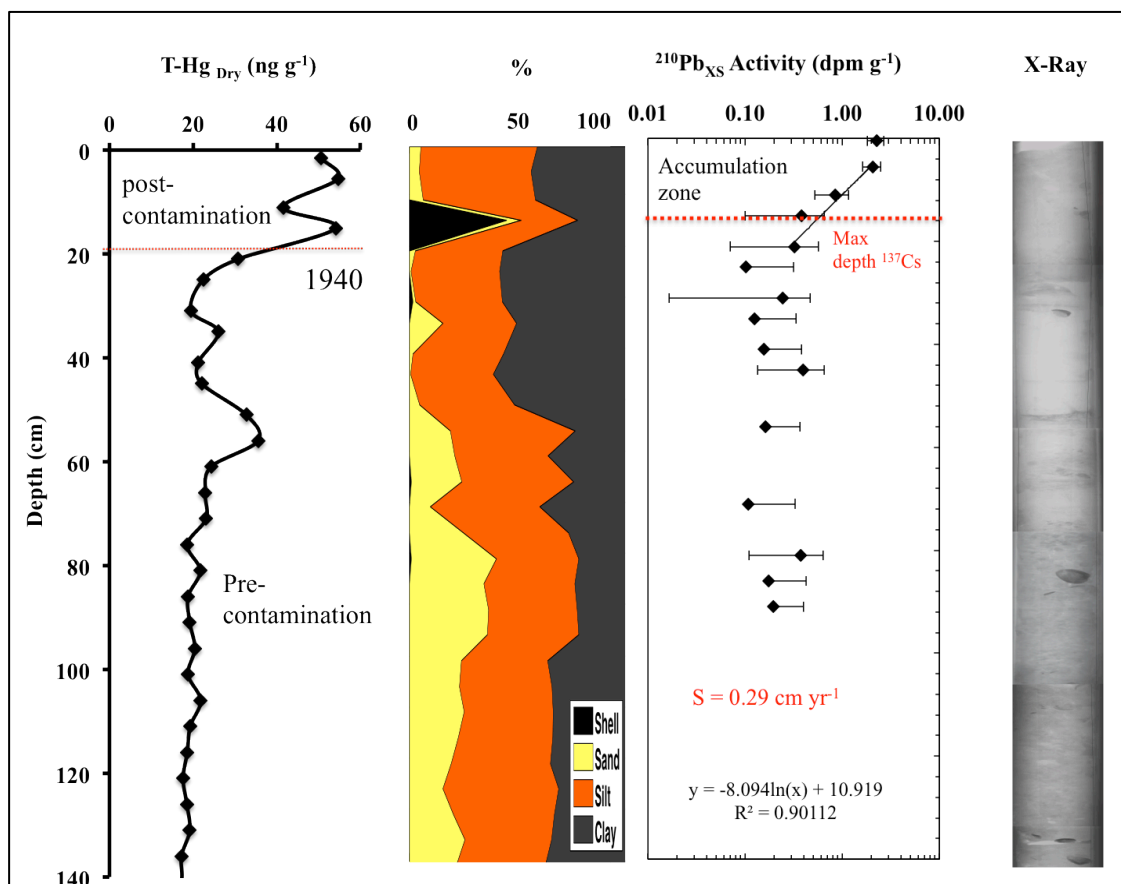 T-Hg Dry (ng g-1)
0 20 40 60
%
0 50 100
210PbXS Activity (dpm g-1)
0.01 0.10 1.00 10.00
X-Ray
Depth (cm)
0
20
40
60
80
100
120
140
post-
contamination
1940
Pre-
contamination
Shell
Sand
Silt
Clay
Accumulation
zone
Max
depth 137Cs
S = 0.29 cm yr-1
y = -8.094ln(x) + 10.919
R² = 0.90112